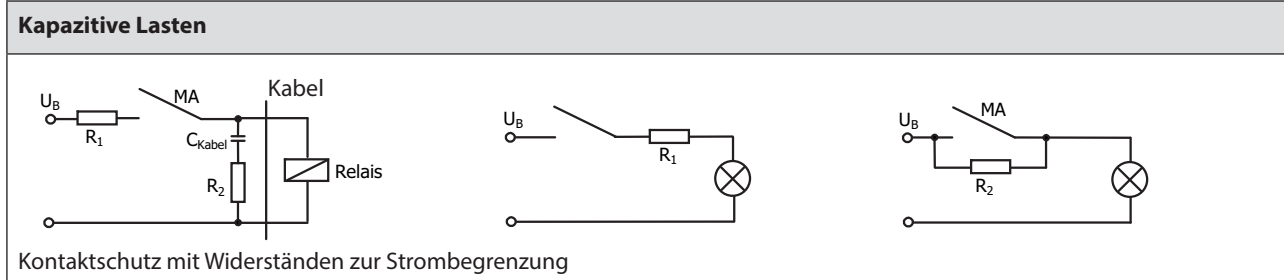 Kapazitive Lasten
Kabel
U_B
MA
R_1
C_Kabel
R_2
Relais
U_B
R_1
U_B
MA
R_2
Kontaktschutz mit Widerständen zur Strombegrenzung